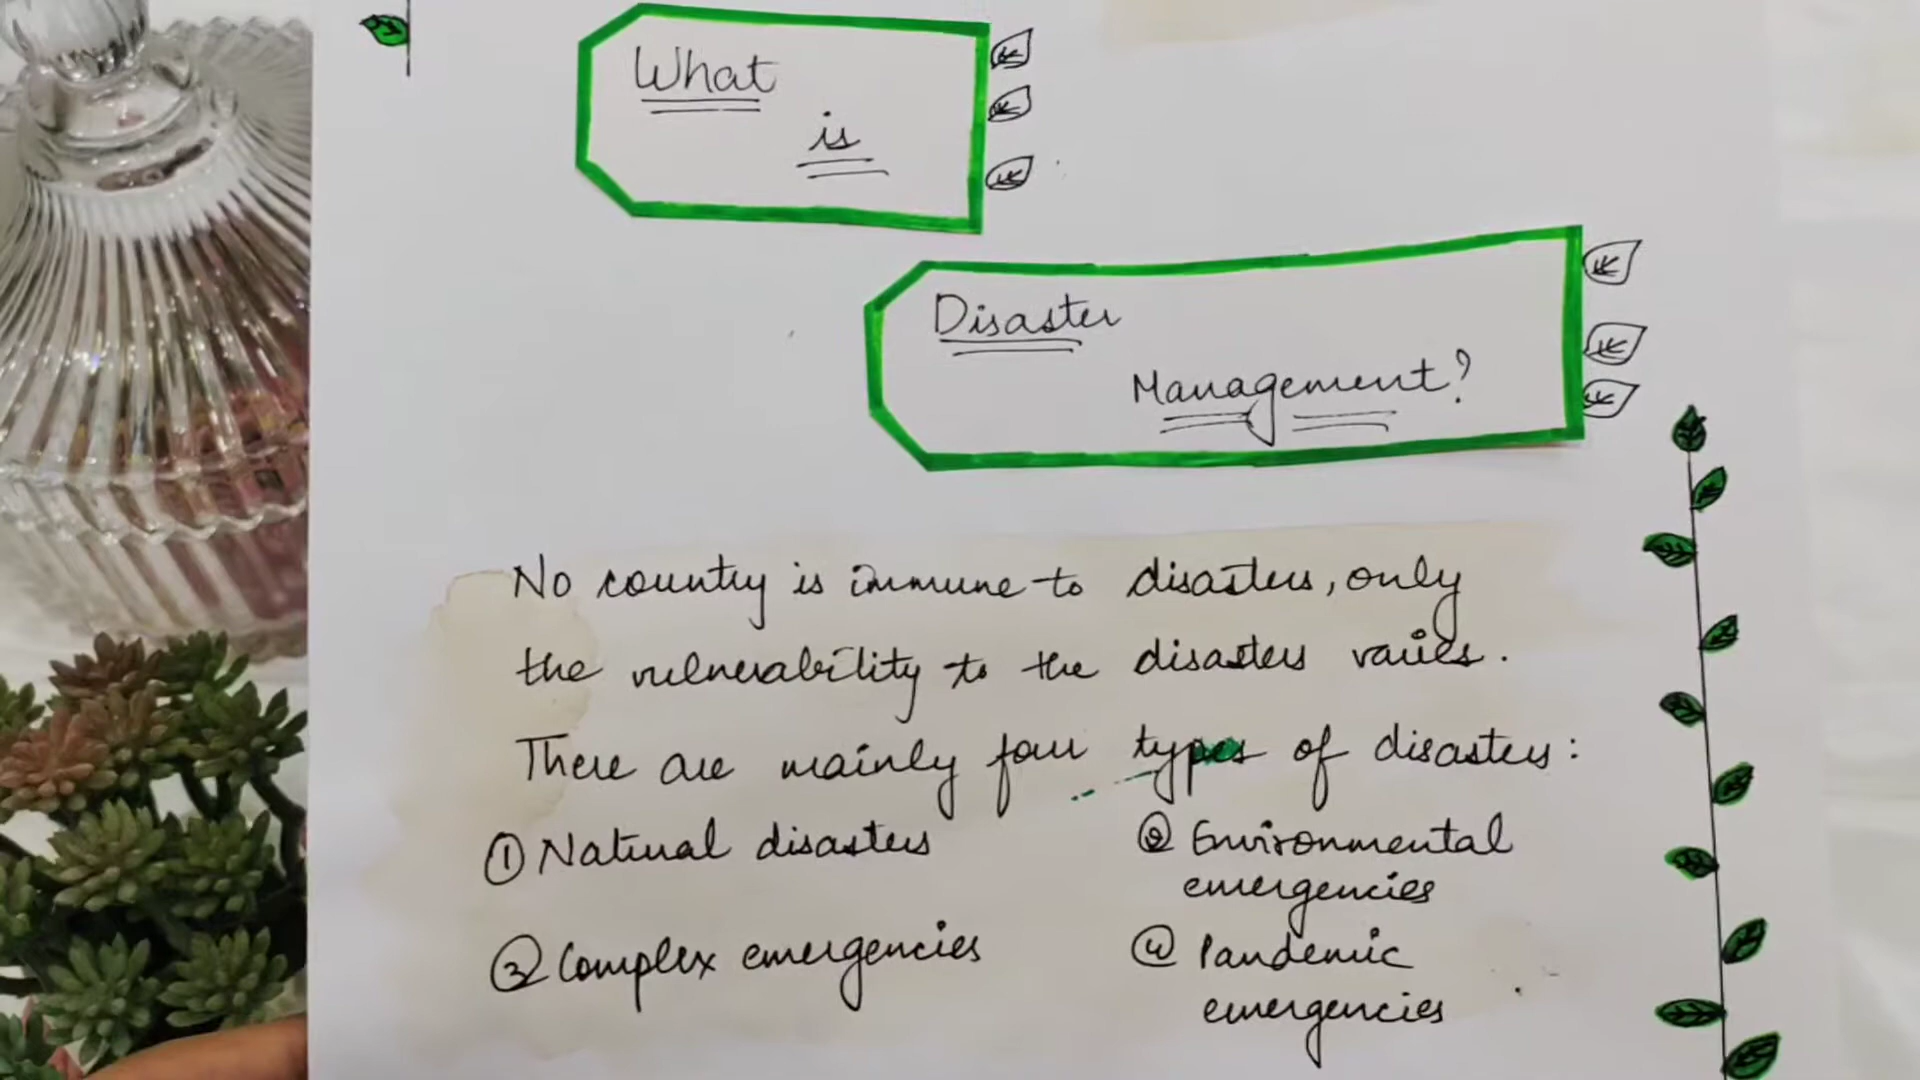 What
is
Disaster
Management?
No country is immune to disasters, only
the vulnerability to the disasters varies.
There are mainly four types of disasters:
① Natural disasters
② Environmental
emergencies
③ Complex emergencies
④ Pandemic
emergencies